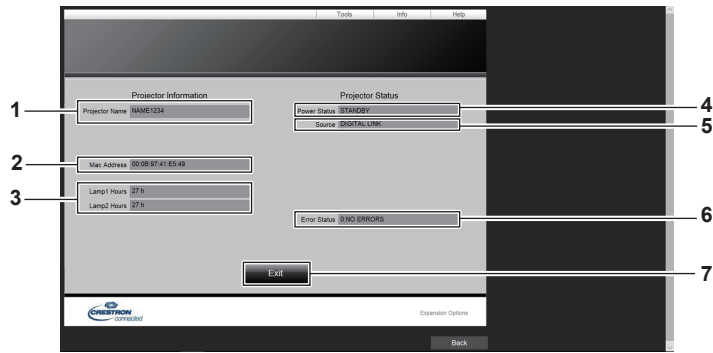 Tools Info Help
Projector Information
Projector Status
1
Projector Name NAME1234
Power Status STANDBY
4
Source DIGITAL LINK
5
2
Mac Address 00:0B:97:41:E5:49
3
Lamp1 Hours 27 h
Lamp2 Hours 27 h
Error Status 0:NO ERRORS
6
Exit
7
CRESTRON
connected
Expansion Options
Back